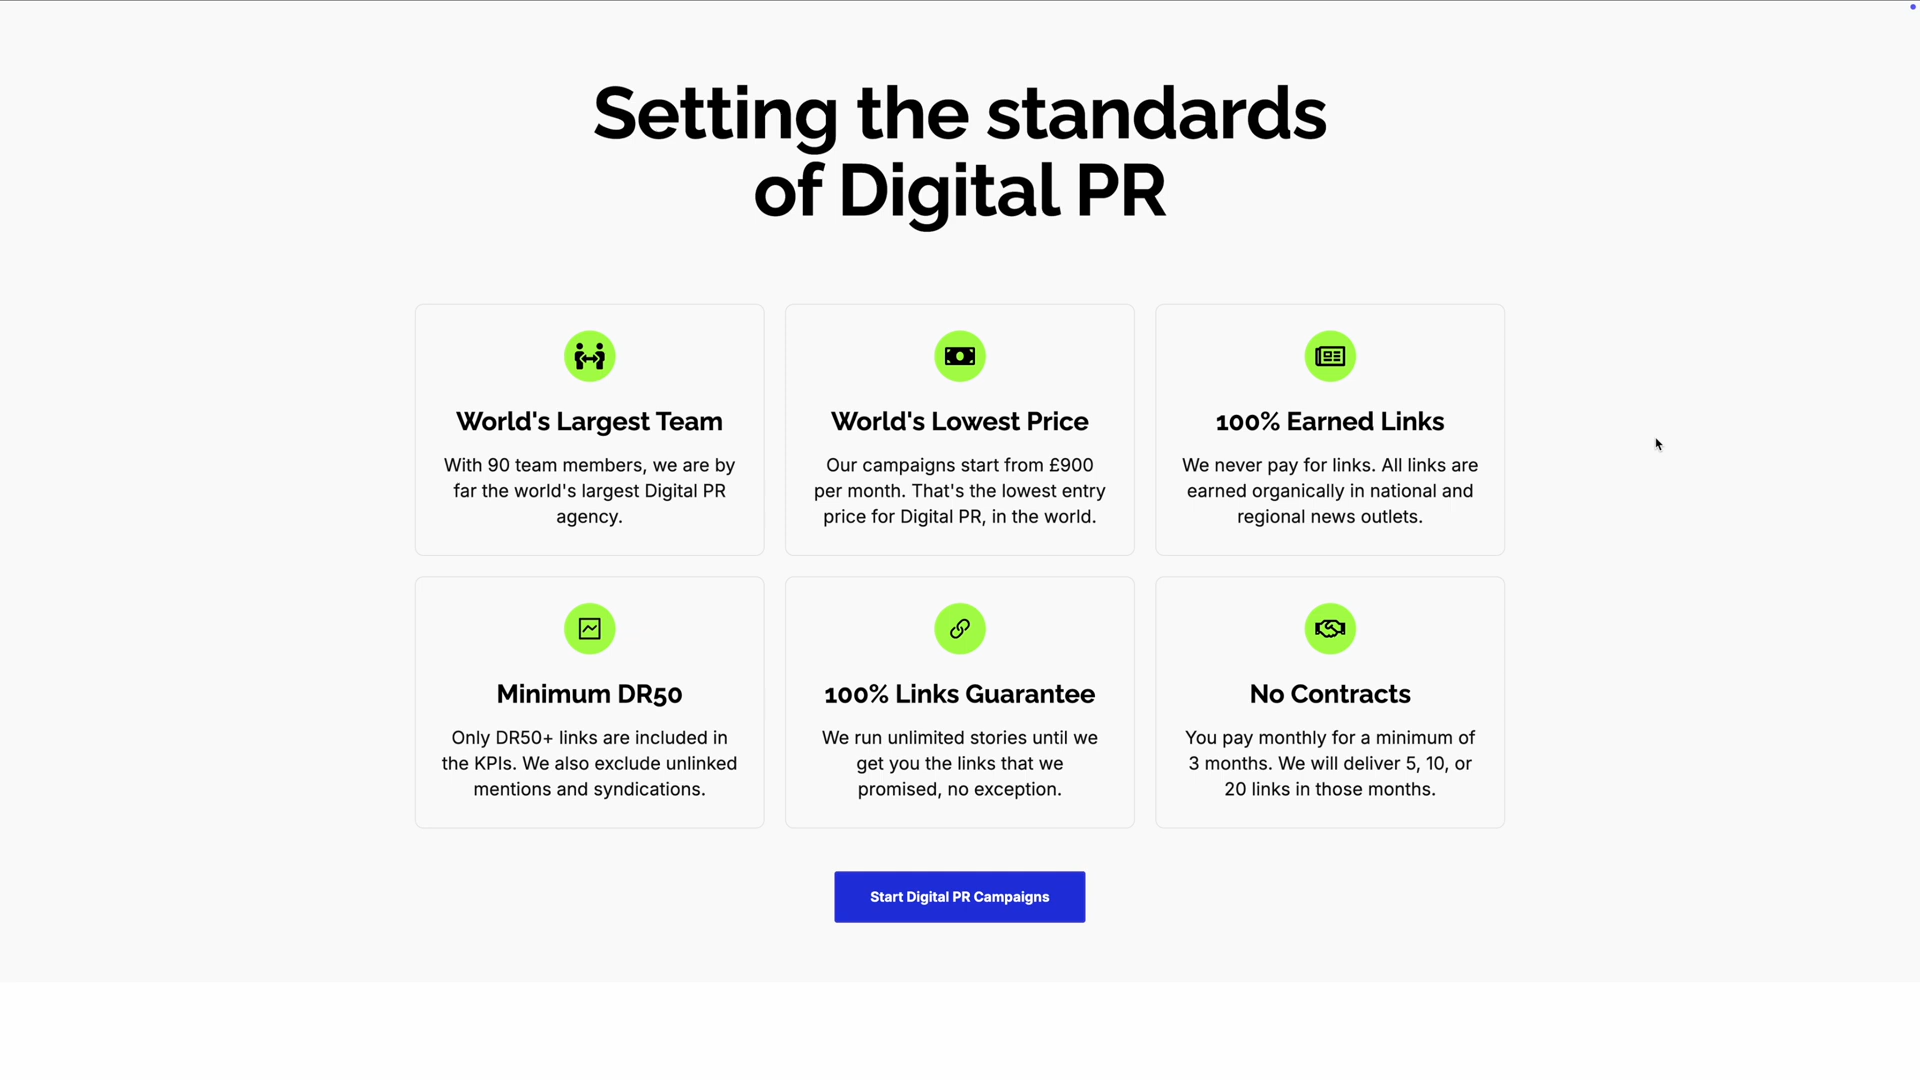 Setting the standards
of Digital PR
World's Largest Team
With 90 team members, we are by
far the world's largest Digital PR
agency.
World's Lowest Price
Our campaigns start from £900
per month. That's the lowest entry
price for Digital PR, in the world.
100% Earned Links
We never pay for links. All links are
earned organically in national and
regional news outlets.
Minimum DR50
Only DR50+ links are included in
the KPIs. We also exclude unlinked
mentions and syndications.
100% Links Guarantee
We run unlimited stories until we
get you the links that we
promised, no exception.
No Contracts
You pay monthly for a minimum of
3 months. We will deliver 5, 10, or
20 links in those months.
Start Digital PR Campaigns